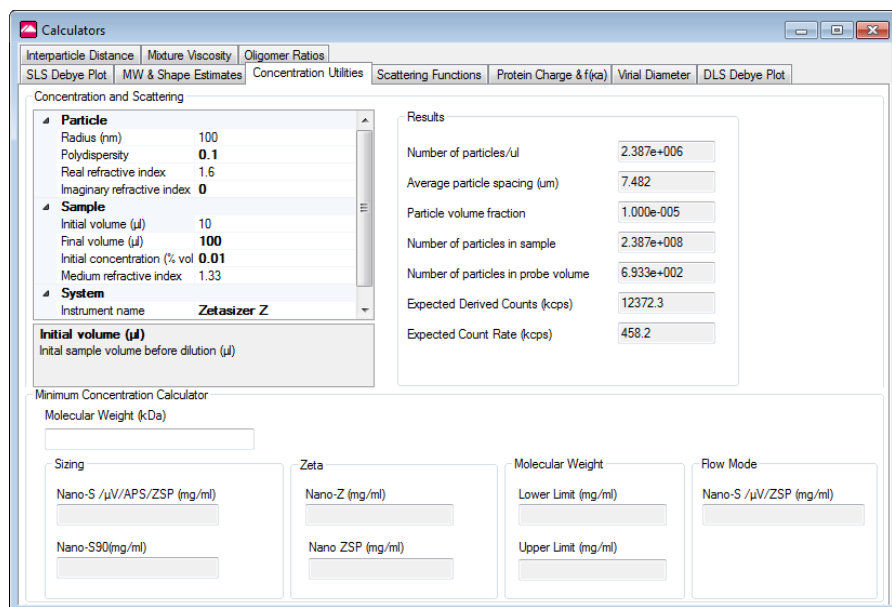 Calculators
Interparticle Distance Mixture Viscosity Oligomer Ratios
SLS Debye Plot MW & Shape Estimates Concentration Utilities Scattering Functions Protein Charge & f(κa) Virial Diameter DLS Debye Plot
Concentration and Scattering
Particle
Radius (nm) 100
Polydispersity 0.1
Real refractive index 1.6
Imaginary refractive index 0
Sample
Initial volume (µl) 10
Final volume (µl) 100
Initial concentration (% vol 0.01
Medium refractive index 1.33
System
Instrument name Zetasizer Z
Initial volume (µl)
Inital sample volume before dilution (µl)
Results
Number of particles/ul 2.387e+006
Average particle spacing (um) 7.482
Particle volume fraction 1.000e-005
Number of particles in sample 2.387e+008
Number of particles in probe volume 6.933e+002
Expected Derived Counts (kcps) 12372.3
Expected Count Rate (kcps) 458.2
Minimum Concentration Calculator
Molecular Weight (kDa)
Sizing
Nano-S /µV/APS/ZSP (mg/ml)
Nano-S90(mg/ml)
Zeta
Nano-Z (mg/ml)
Nano ZSP (mg/ml)
Molecular Weight
Lower Limit (mg/ml)
Upper Limit (mg/ml)
Flow Mode
Nano-S /µV/ZSP (mg/ml)